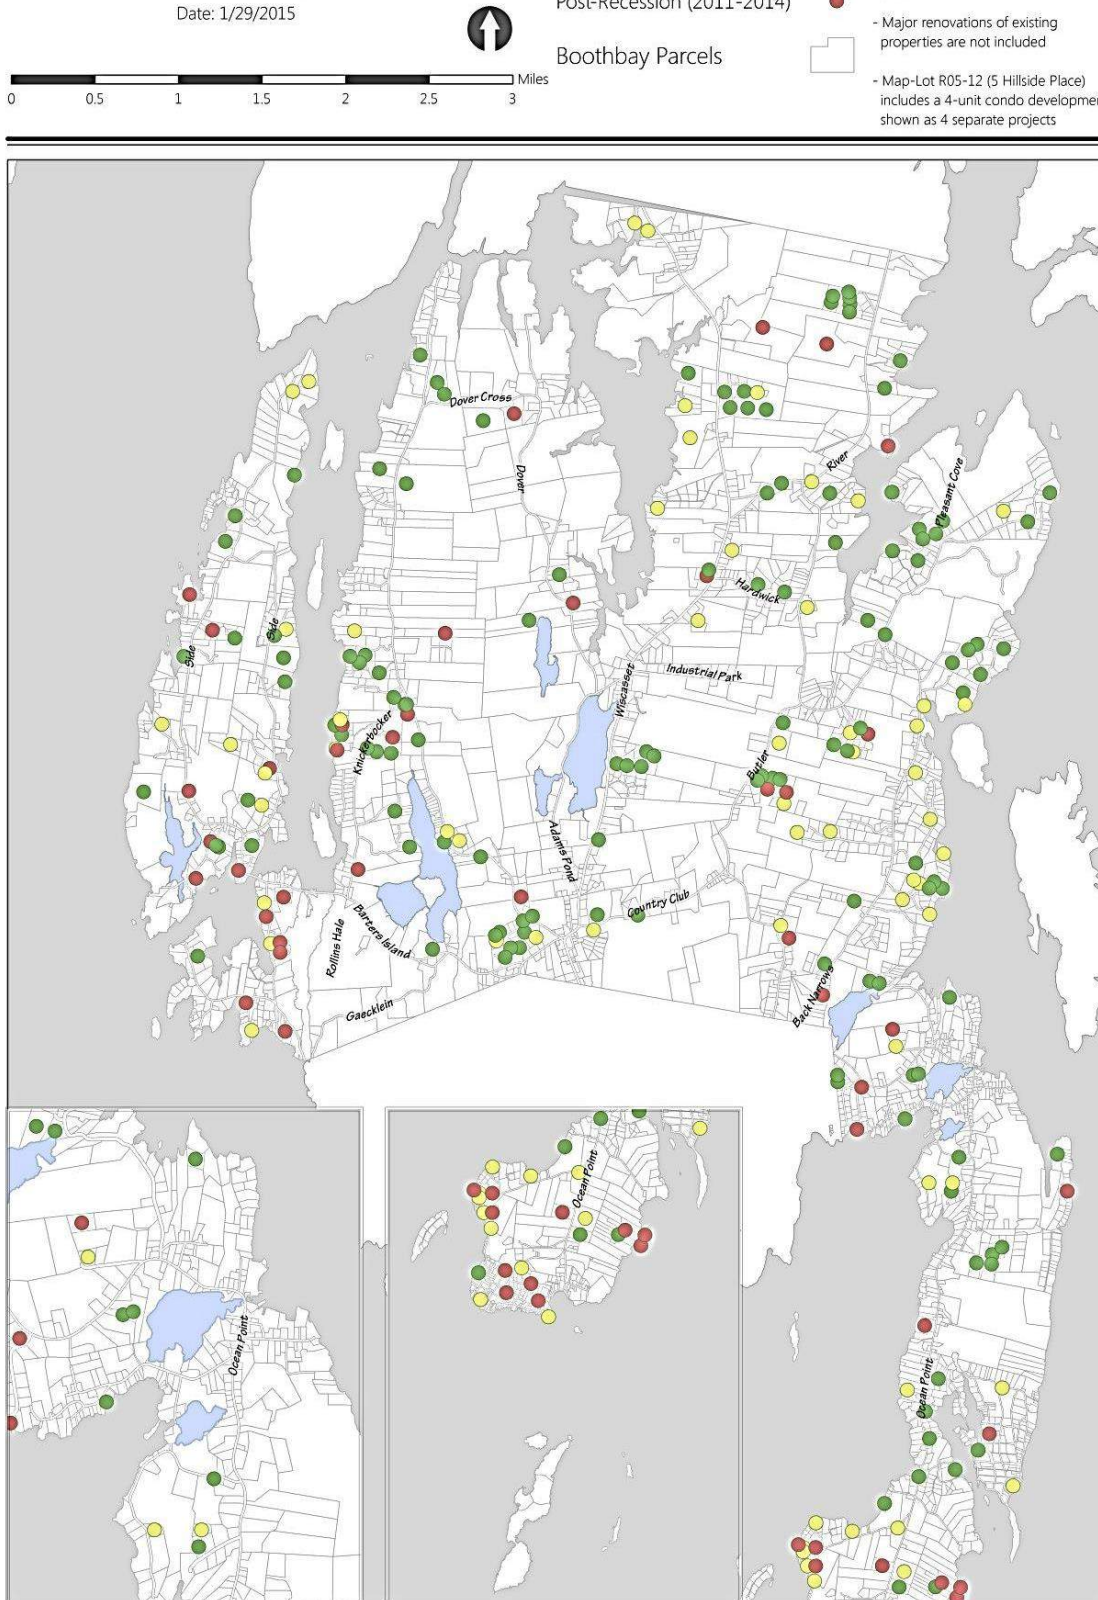 Date: 1/29/2015
Post-Recession (2011-2014)
Boothbay Parcels
- Major renovations of existing
properties are not included
- Map-Lot R05-12 (5 Hillside Place)
includes a 4-unit condo developme
shown as 4 separate projects
Miles
0 0.5 1 1.5 2 2.5 3
Dover Cross
Dover
River
Pleasant Cove
Hardwick
Side
Side
Industrial Park
Wiscasset
Knickerbocker
Butler
Adams Pond
Country Club
Barters Island
Rollins Hale
Gaecklein
Back Narrows
Ocean Point
Ocean Point
Ocean Point